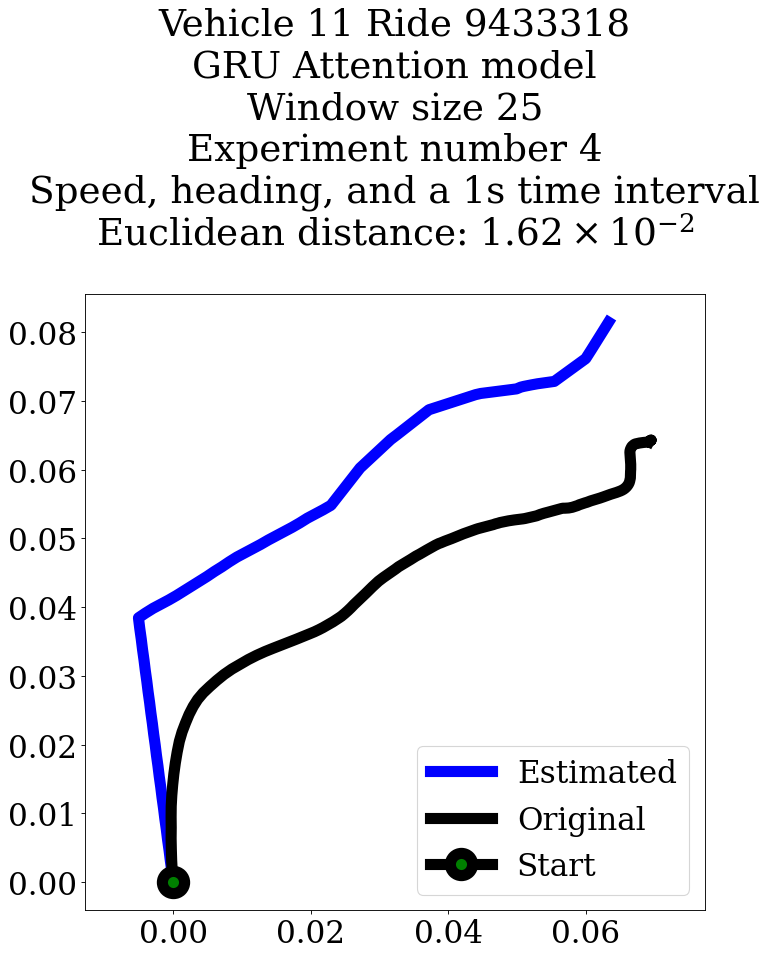 Vehicle 11 Ride 9433318
GRU Attention model
Window size 25
Experiment number 4
Speed, heading, and a 1s time interval
Euclidean distance: 1.62 × 10⁻²
0.08
0.07
0.06
0.05
0.04
0.03
0.02
0.01
0.00
Estimated
Original
Start
0.00 0.02 0.04 0.06